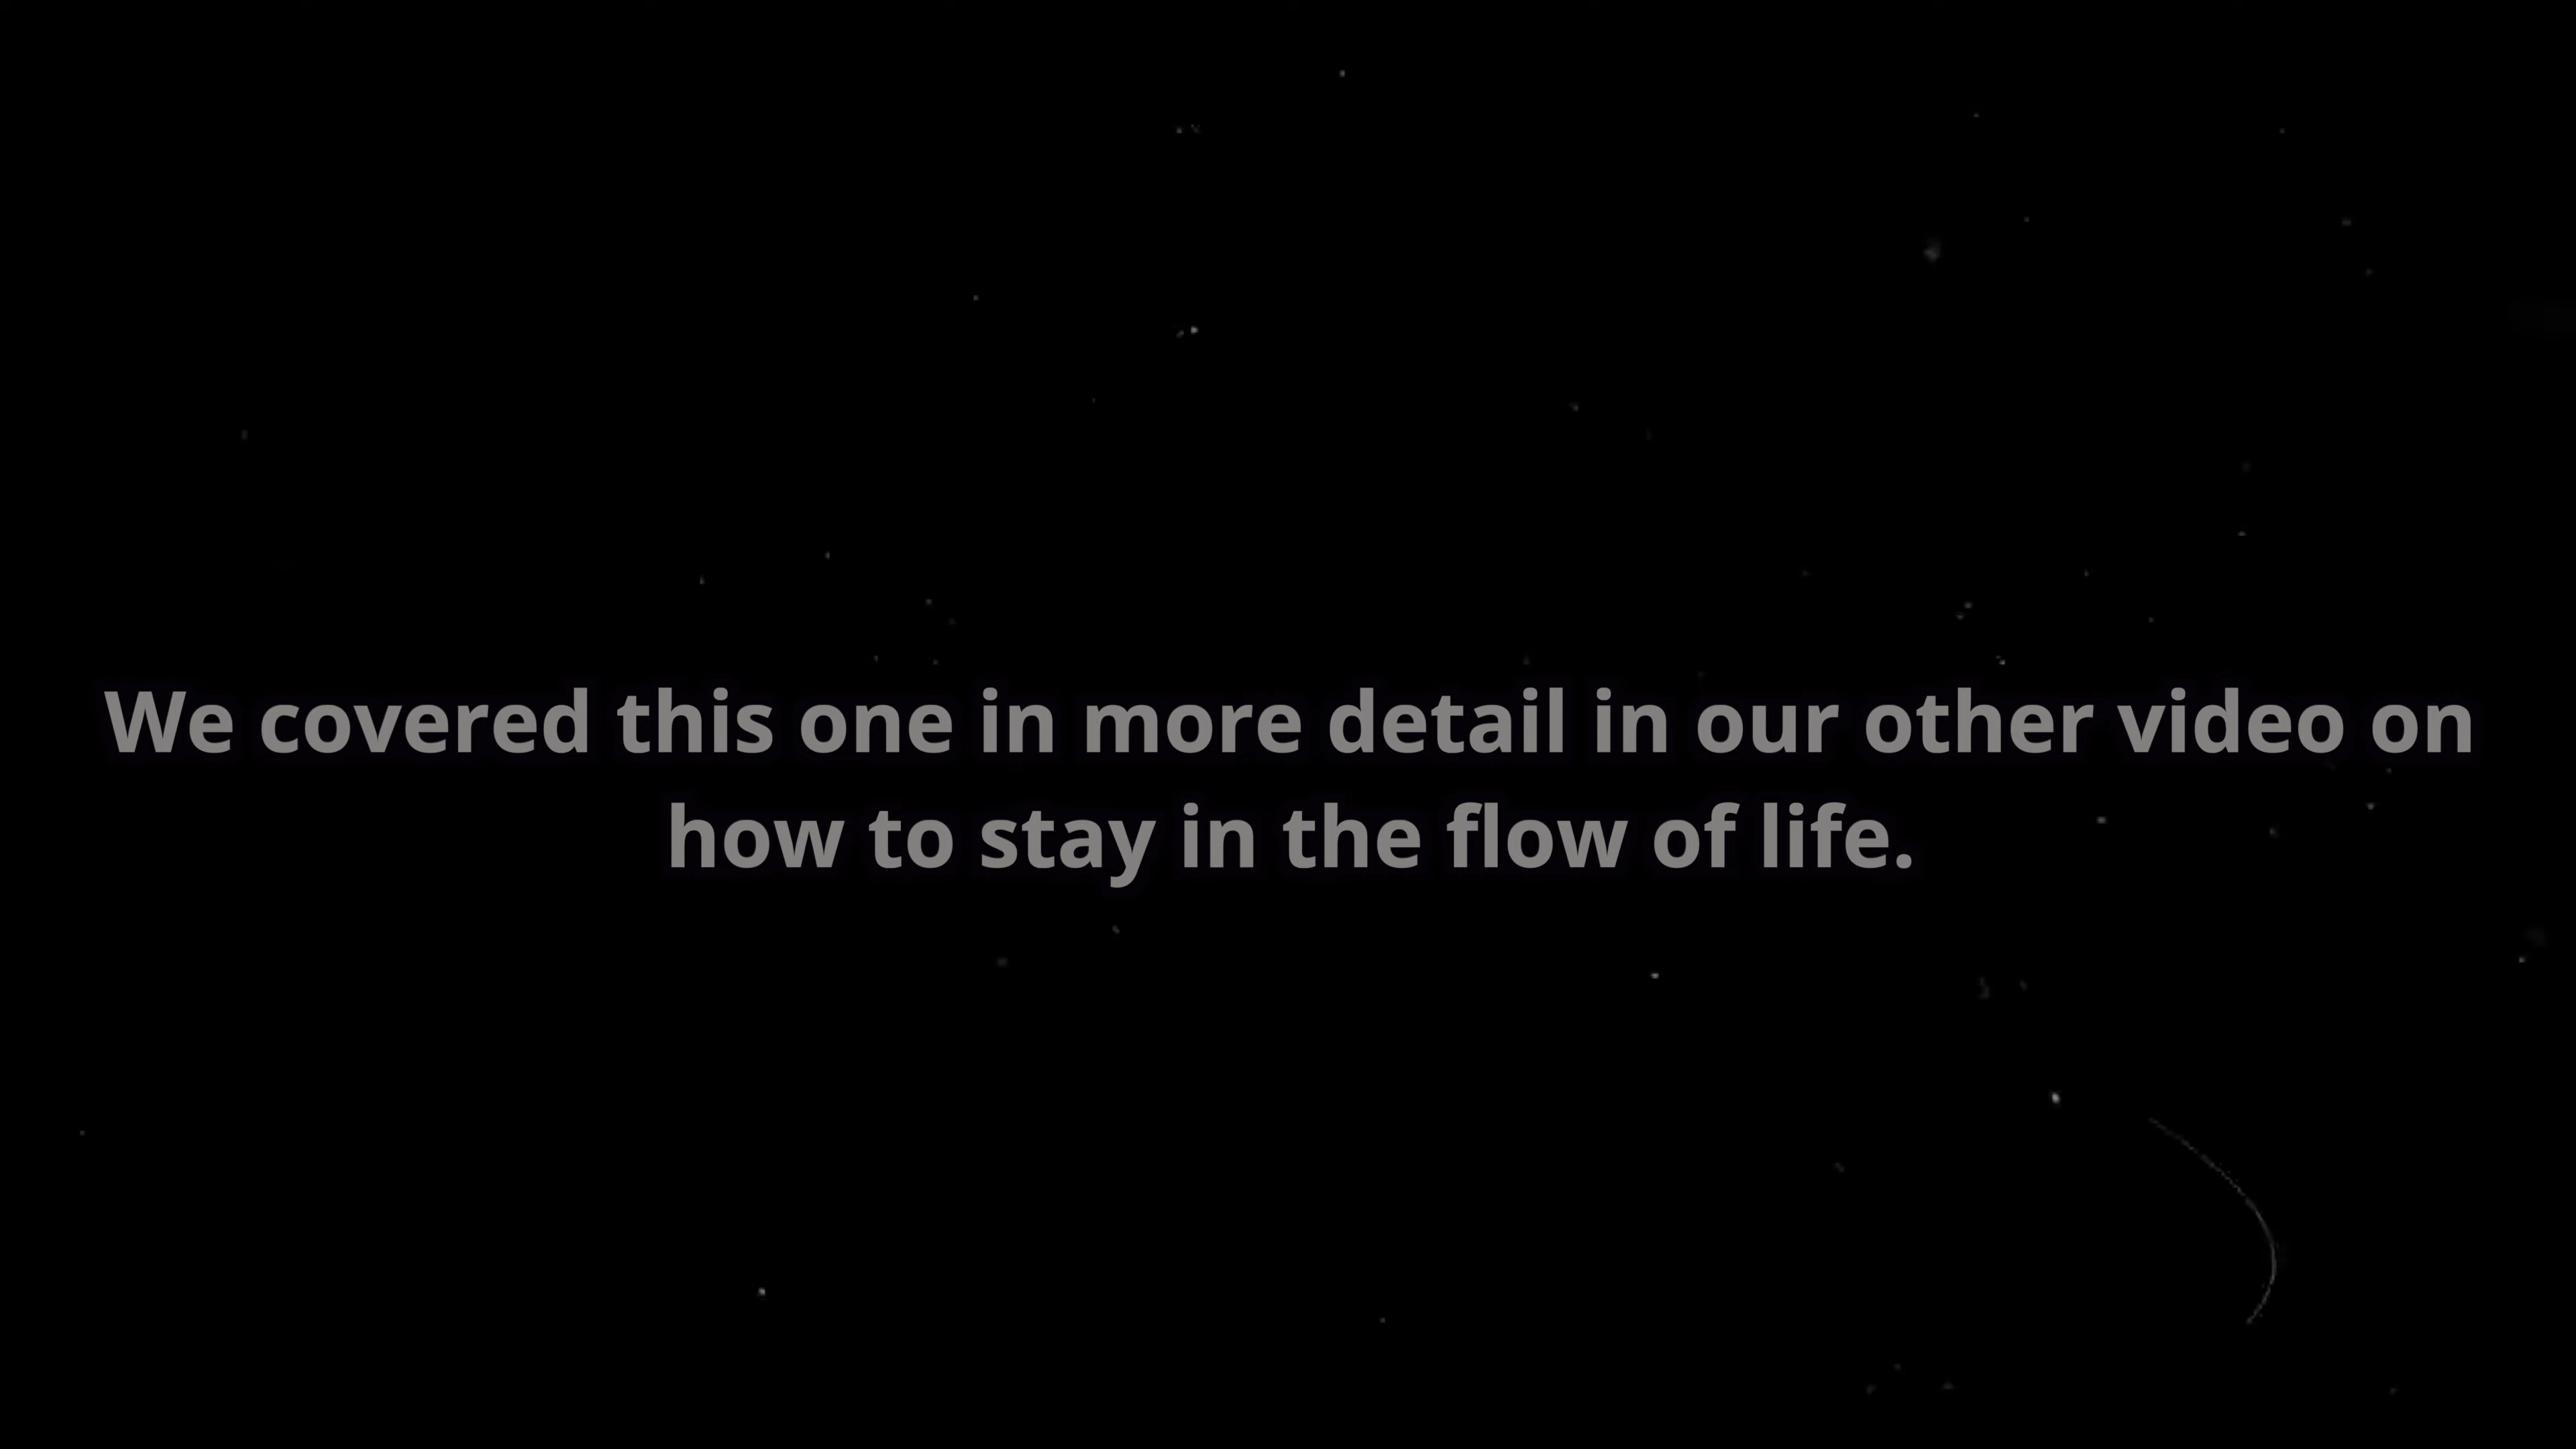 We covered this one in more detail in our other video on
how to stay in the flow of life.